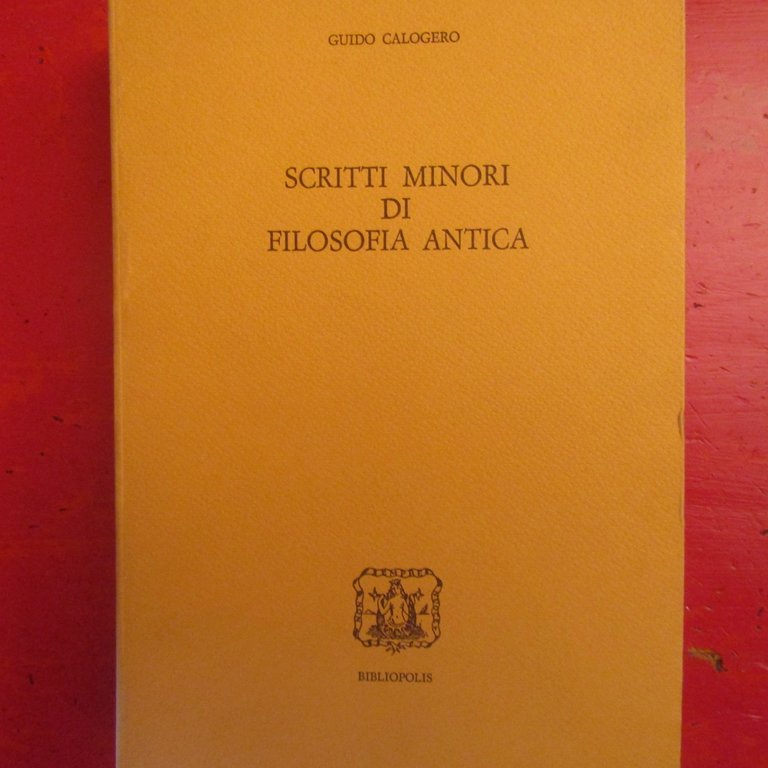 GUIDO CALOGERO
SCRITTI MINORI
DI
FILOSOFIA ANTICA
BIBLIOPOLIS